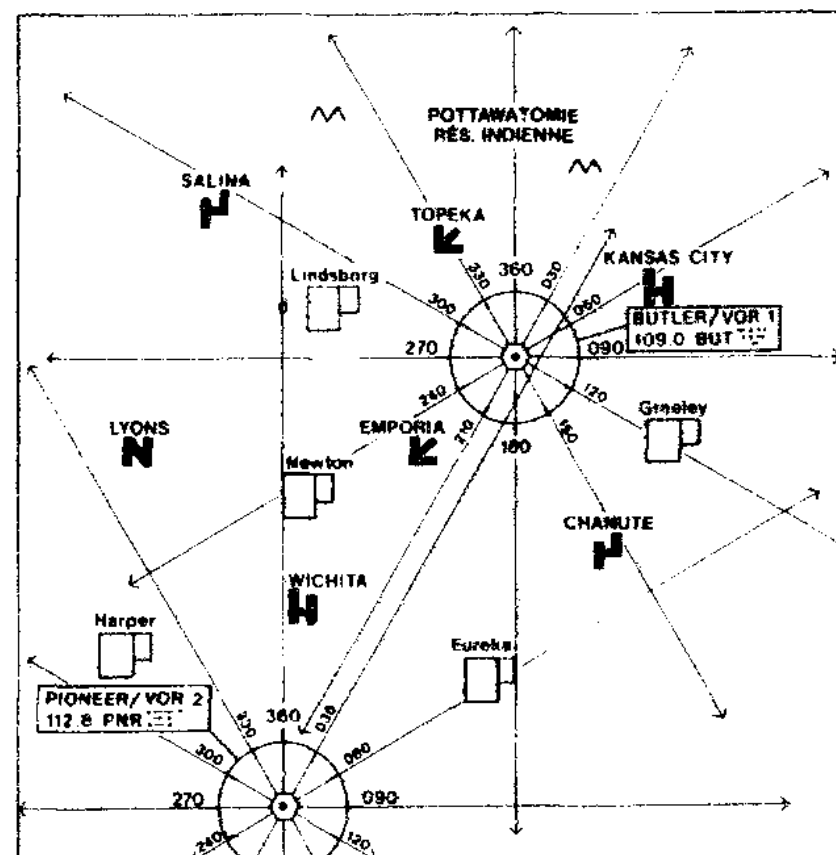 POTTAWATOMIE
RÉS. INDIENNE
SALINA
TOPEKA
KANSAS CITY
Lindsborg
360
330
030
300
060
BUTLER/VOR 1
109.0 BUT
270
090
240
120
210
150
180
Greeley
LYONS
EMPORIA
Newton
CHANUTE
WICHITA
Harper
Eureka
PIONEER/VOR 2
112.8 PNR
360
330
030
300
060
270
090
240
120